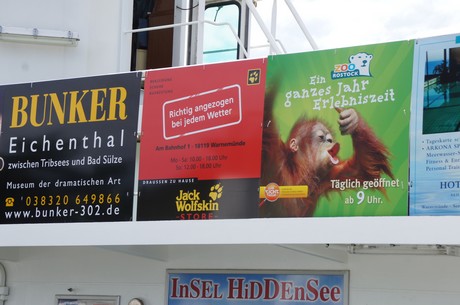 BUNKER
Eichenthal
zwischen Tribsees und Bad Sülze
Museum der dramatischen Art
038320 649866
www.bunker-302.de
Richtig angezogen
bei jedem Wetter
Am Bahnhof 1 - 18119 Warnemünde
DRAUSSEN ZU HAUSE
Jack
Wolfskin
STORE
Ein
ganzes Jahr
Erlebniszeit
ZOO
ROSTOCK
Täglich geöffnet
ab 9 Uhr.
INSEL HIDDENSEE